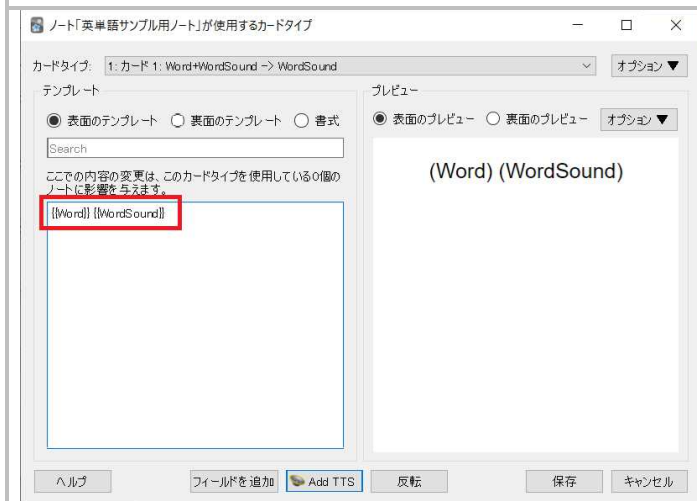 ノート「英単語サンプル用ノート」が使用するカードタイプ
カードタイプ: 1: カード 1: Word+WordSound -> WordSound オプション ▼
テンプレート
表面のテンプレート 裏面のテンプレート 書式
Search
ここでの内容の変更は、このカードタイプを使用している0個の
ノートに影響を与えます。
{{Word}} {{WordSound}}
プレビュー
表面のプレビュー 裏面のプレビュー オプション ▼
(Word) (WordSound)
ヘルプ フィールドを追加 Add TTS 反転 保存 キャンセル